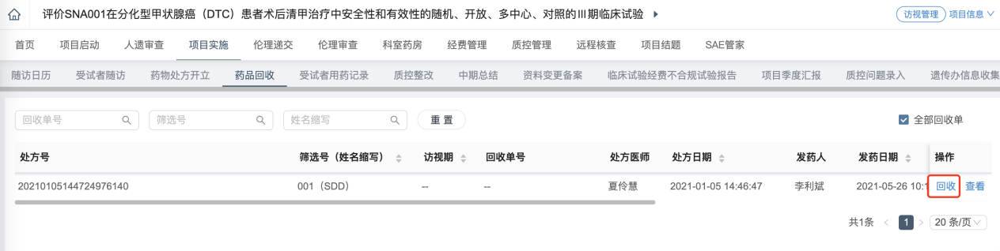 评价SNA001在分化型甲状腺癌（DTC）患者术后清甲治疗中安全性和有效性的随机、开放、多中心、对照的Ⅲ期临床试验 访视管理 项目信息
首页 项目启动 人遗审查 项目实施 伦理递交 伦理审查 科室药房 经费管理 质控管理 远程核查 项目结题 SAE管家
随访日历 受试者随访 药物处方开立 药品回收 受试者用药记录 质控整改 中期总结 资料变更备案 临床试验经费不合规试验报告 项目季度汇报 质控问题录入 遗传办信息收集
回收单号 筛选号 姓名缩写 重 置 全部回收单
处方号 筛选号（姓名缩写） 访视期 回收单号 处方医师 处方日期 发药人 发药日期 操作
20210105144724976140 001（SDD） -- -- 夏伶慧 2021-01-05 14:46:47 李利斌 2021-05-26 10:1 回收 查看
共1条 < 1 > 20 条/页